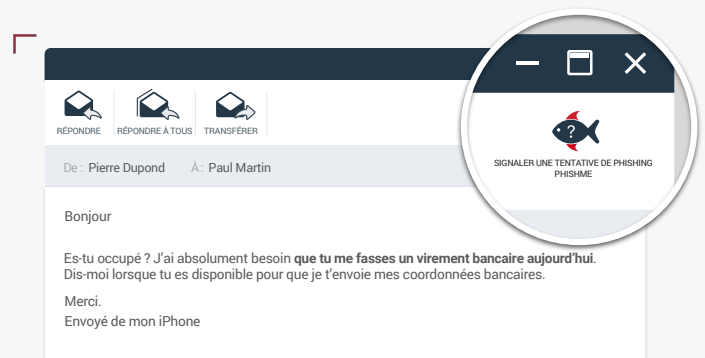 RÉPONDRE
RÉPONDRE À TOUS
TRANSFÉRER
?
SIGNALER UNE TENTATIVE DE PHISHING
PHISHME
De : Pierre Dupond À : Paul Martin
Bonjour
Es-tu occupé ? J’ai absolument besoin que tu me fasses un virement bancaire aujourd’hui.
Dis-moi lorsque tu es disponible pour que je t’envoie mes coordonnées bancaires.
Merci.
Envoyé de mon iPhone